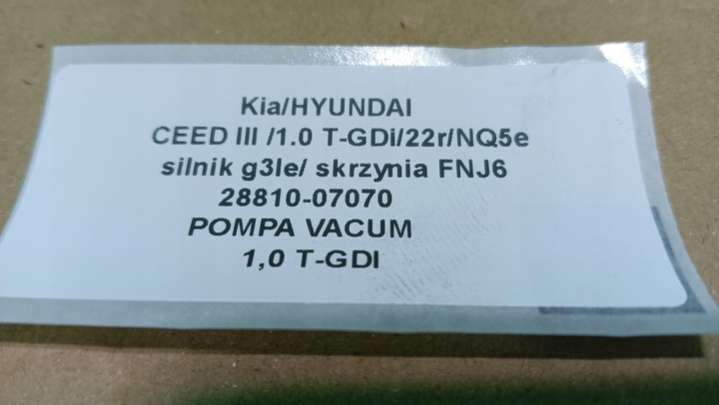 Kia/HYUNDAI
CEED III /1.0 T-GDi/22r/NQ5e
silnik g3le/ skrzynia FNJ6
28810-07070
POMPA VACUM
1,0 T-GDI